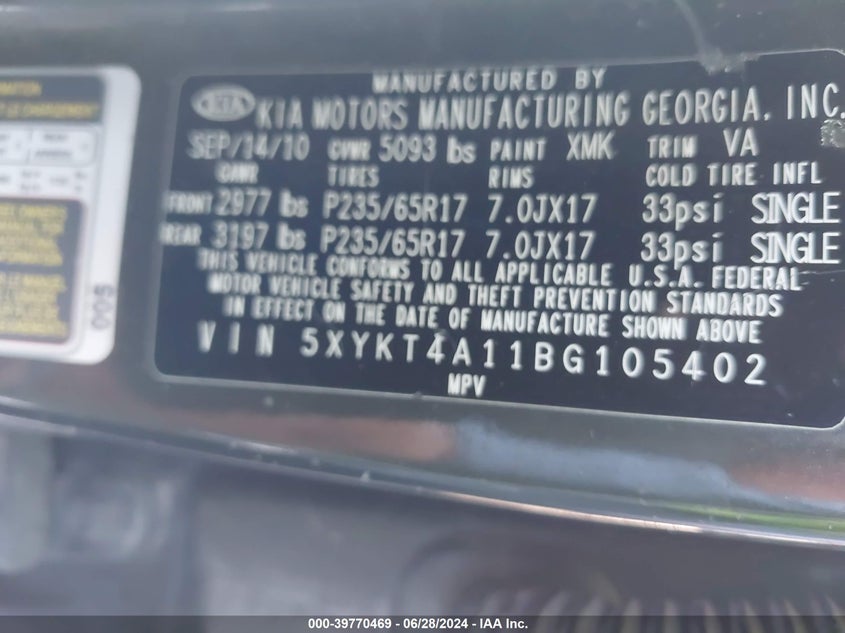 MANUFACTURED BY
KIA KIA MOTORS MANUFACTURING GEORGIA, INC.
SEP/14/10 GVWR 5093 lbs PAINT XMK TRIM VA
GAWR TIRES RIMS COLD TIRE INFL
FRONT 2977 lbs P235/65R17 7.0JX17 33psi SINGLE
REAR 3197 lbs P235/65R17 7.0JX17 33psi SINGLE
THIS VEHICLE CONFORMS TO ALL APPLICABLE U.S.A. FEDERAL
MOTOR VEHICLE SAFETY AND THEFT PREVENTION STANDARDS
IN EFFECT ON THE DATE OF MANUFACTURE SHOWN ABOVE
VIN 5XYKT4A11BG105402
MPV
000-39770469 | 06/28/2024 - IAA Inc.